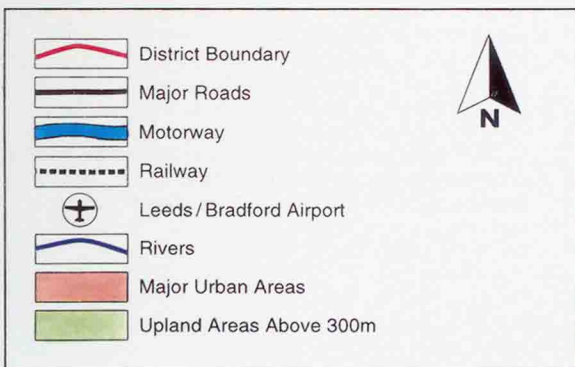 District Boundary
Major Roads
Motorway
Railway
Leeds/Bradford Airport
Rivers
Major Urban Areas
Upland Areas Above 300m
N